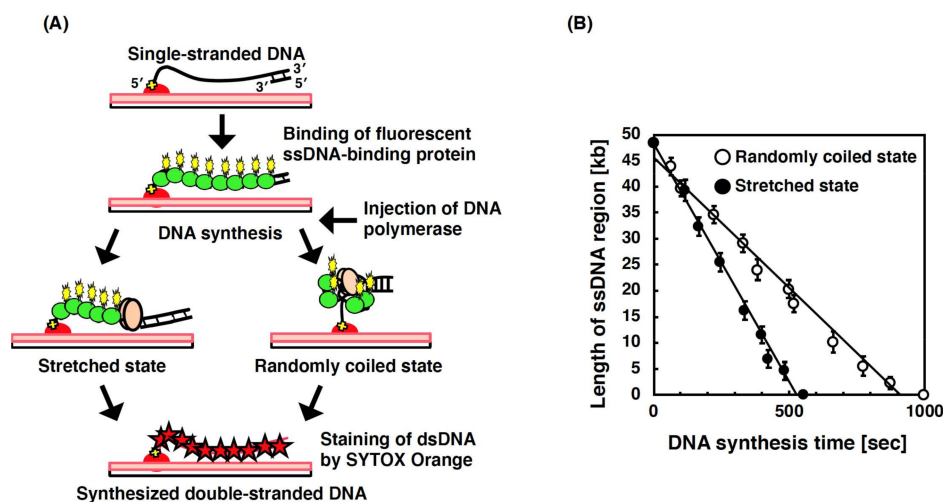 (A)
Single-stranded DNA
5′
3′
3′ 5′
Binding of fluorescent
ssDNA-binding protein
Injection of DNA
polymerase
DNA synthesis
Stretched state
Randomly coiled state
Staining of dsDNA
by SYTOX Orange
Synthesized double-stranded DNA
(B)
Length of ssDNA region [kb]
50
45
40
35
30
25
20
15
10
5
0
Randomly coiled state
Stretched state
0 500 1000
DNA synthesis time [sec]